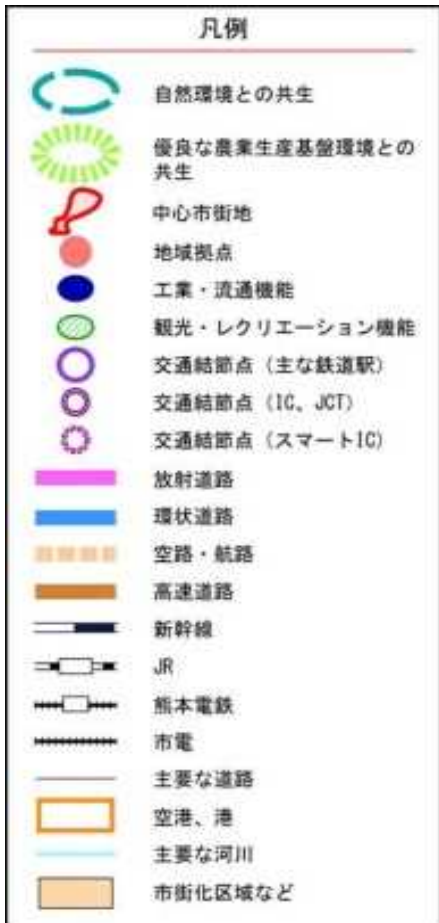 凡例
自然環境との共生
優良な農業生産基盤環境との
共生
中心市街地
地域拠点
工業・流通機能
観光・レクリエーション機能
交通結節点（主な鉄道駅）
交通結節点（IC、JCT）
交通結節点（スマートIC）
放射道路
環状道路
空路・航路
高速道路
新幹線
JR
熊本電鉄
市電
主要な道路
空港、港
主要な河川
市街化区域など